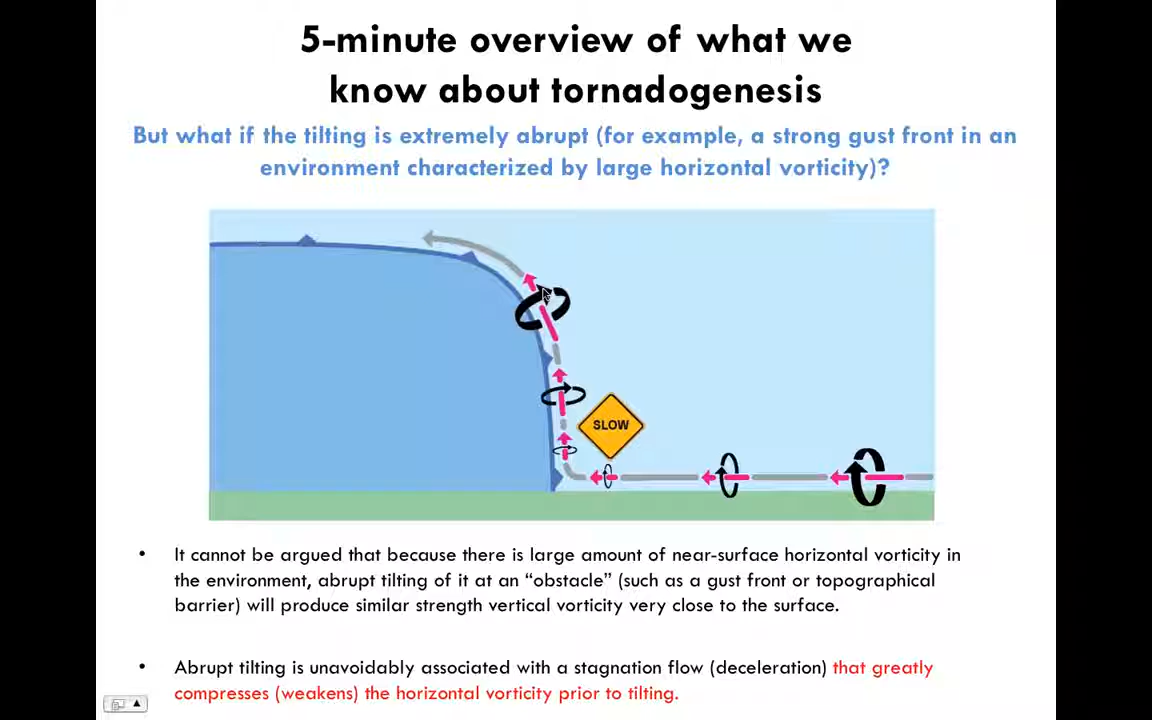 5-minute overview of what we
know about tornadogenesis
But what if the tilting is extremely abrupt (for example, a strong gust front in an
environment characterized by large horizontal vorticity)?
SLOW
• It cannot be argued that because there is large amount of near-surface horizontal vorticity in
the environment, abrupt tilting of it at an “obstacle” (such as a gust front or topographical
barrier) will produce similar strength vertical vorticity very close to the surface.
• Abrupt tilting is unavoidably associated with a stagnation flow (deceleration) that greatly
compresses (weakens) the horizontal vorticity prior to tilting.